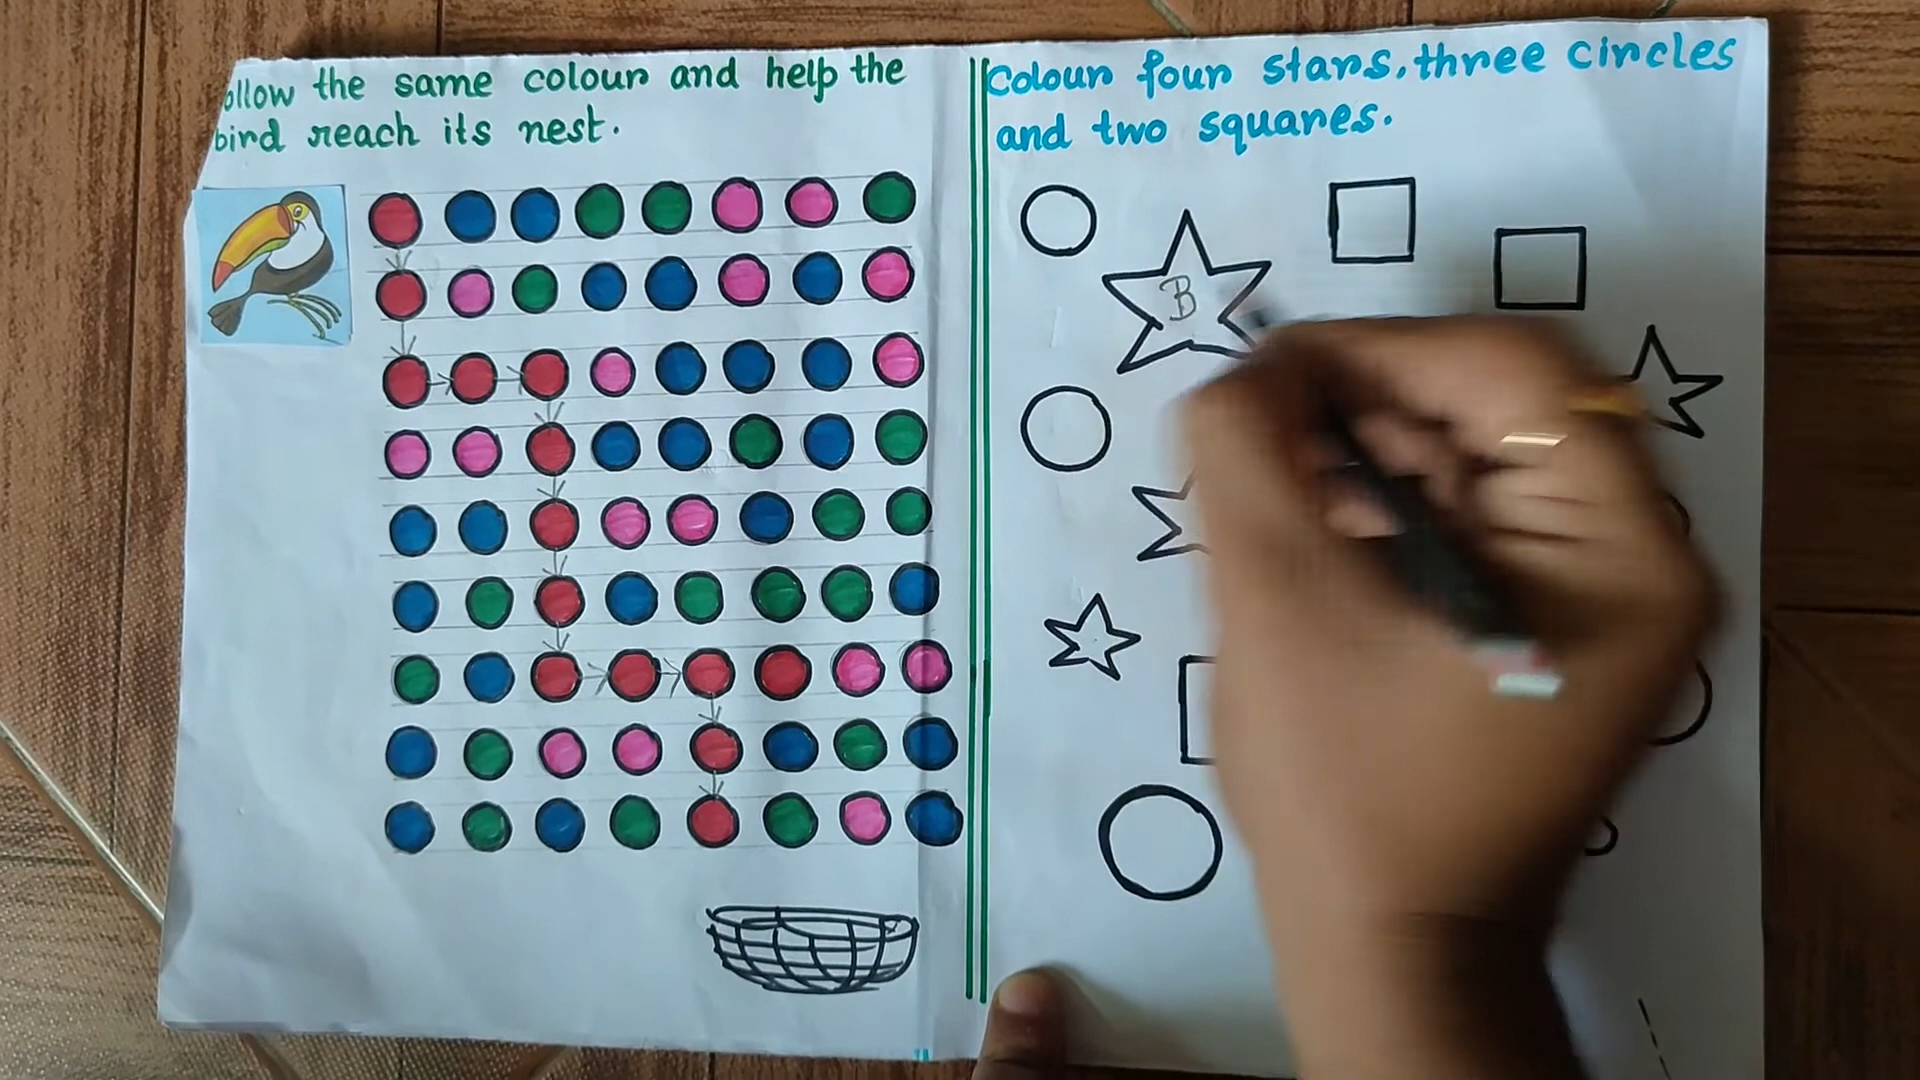 ollow the same colour and help the
bird reach its nest.
Colour four stars, three circles
and two squares.
B